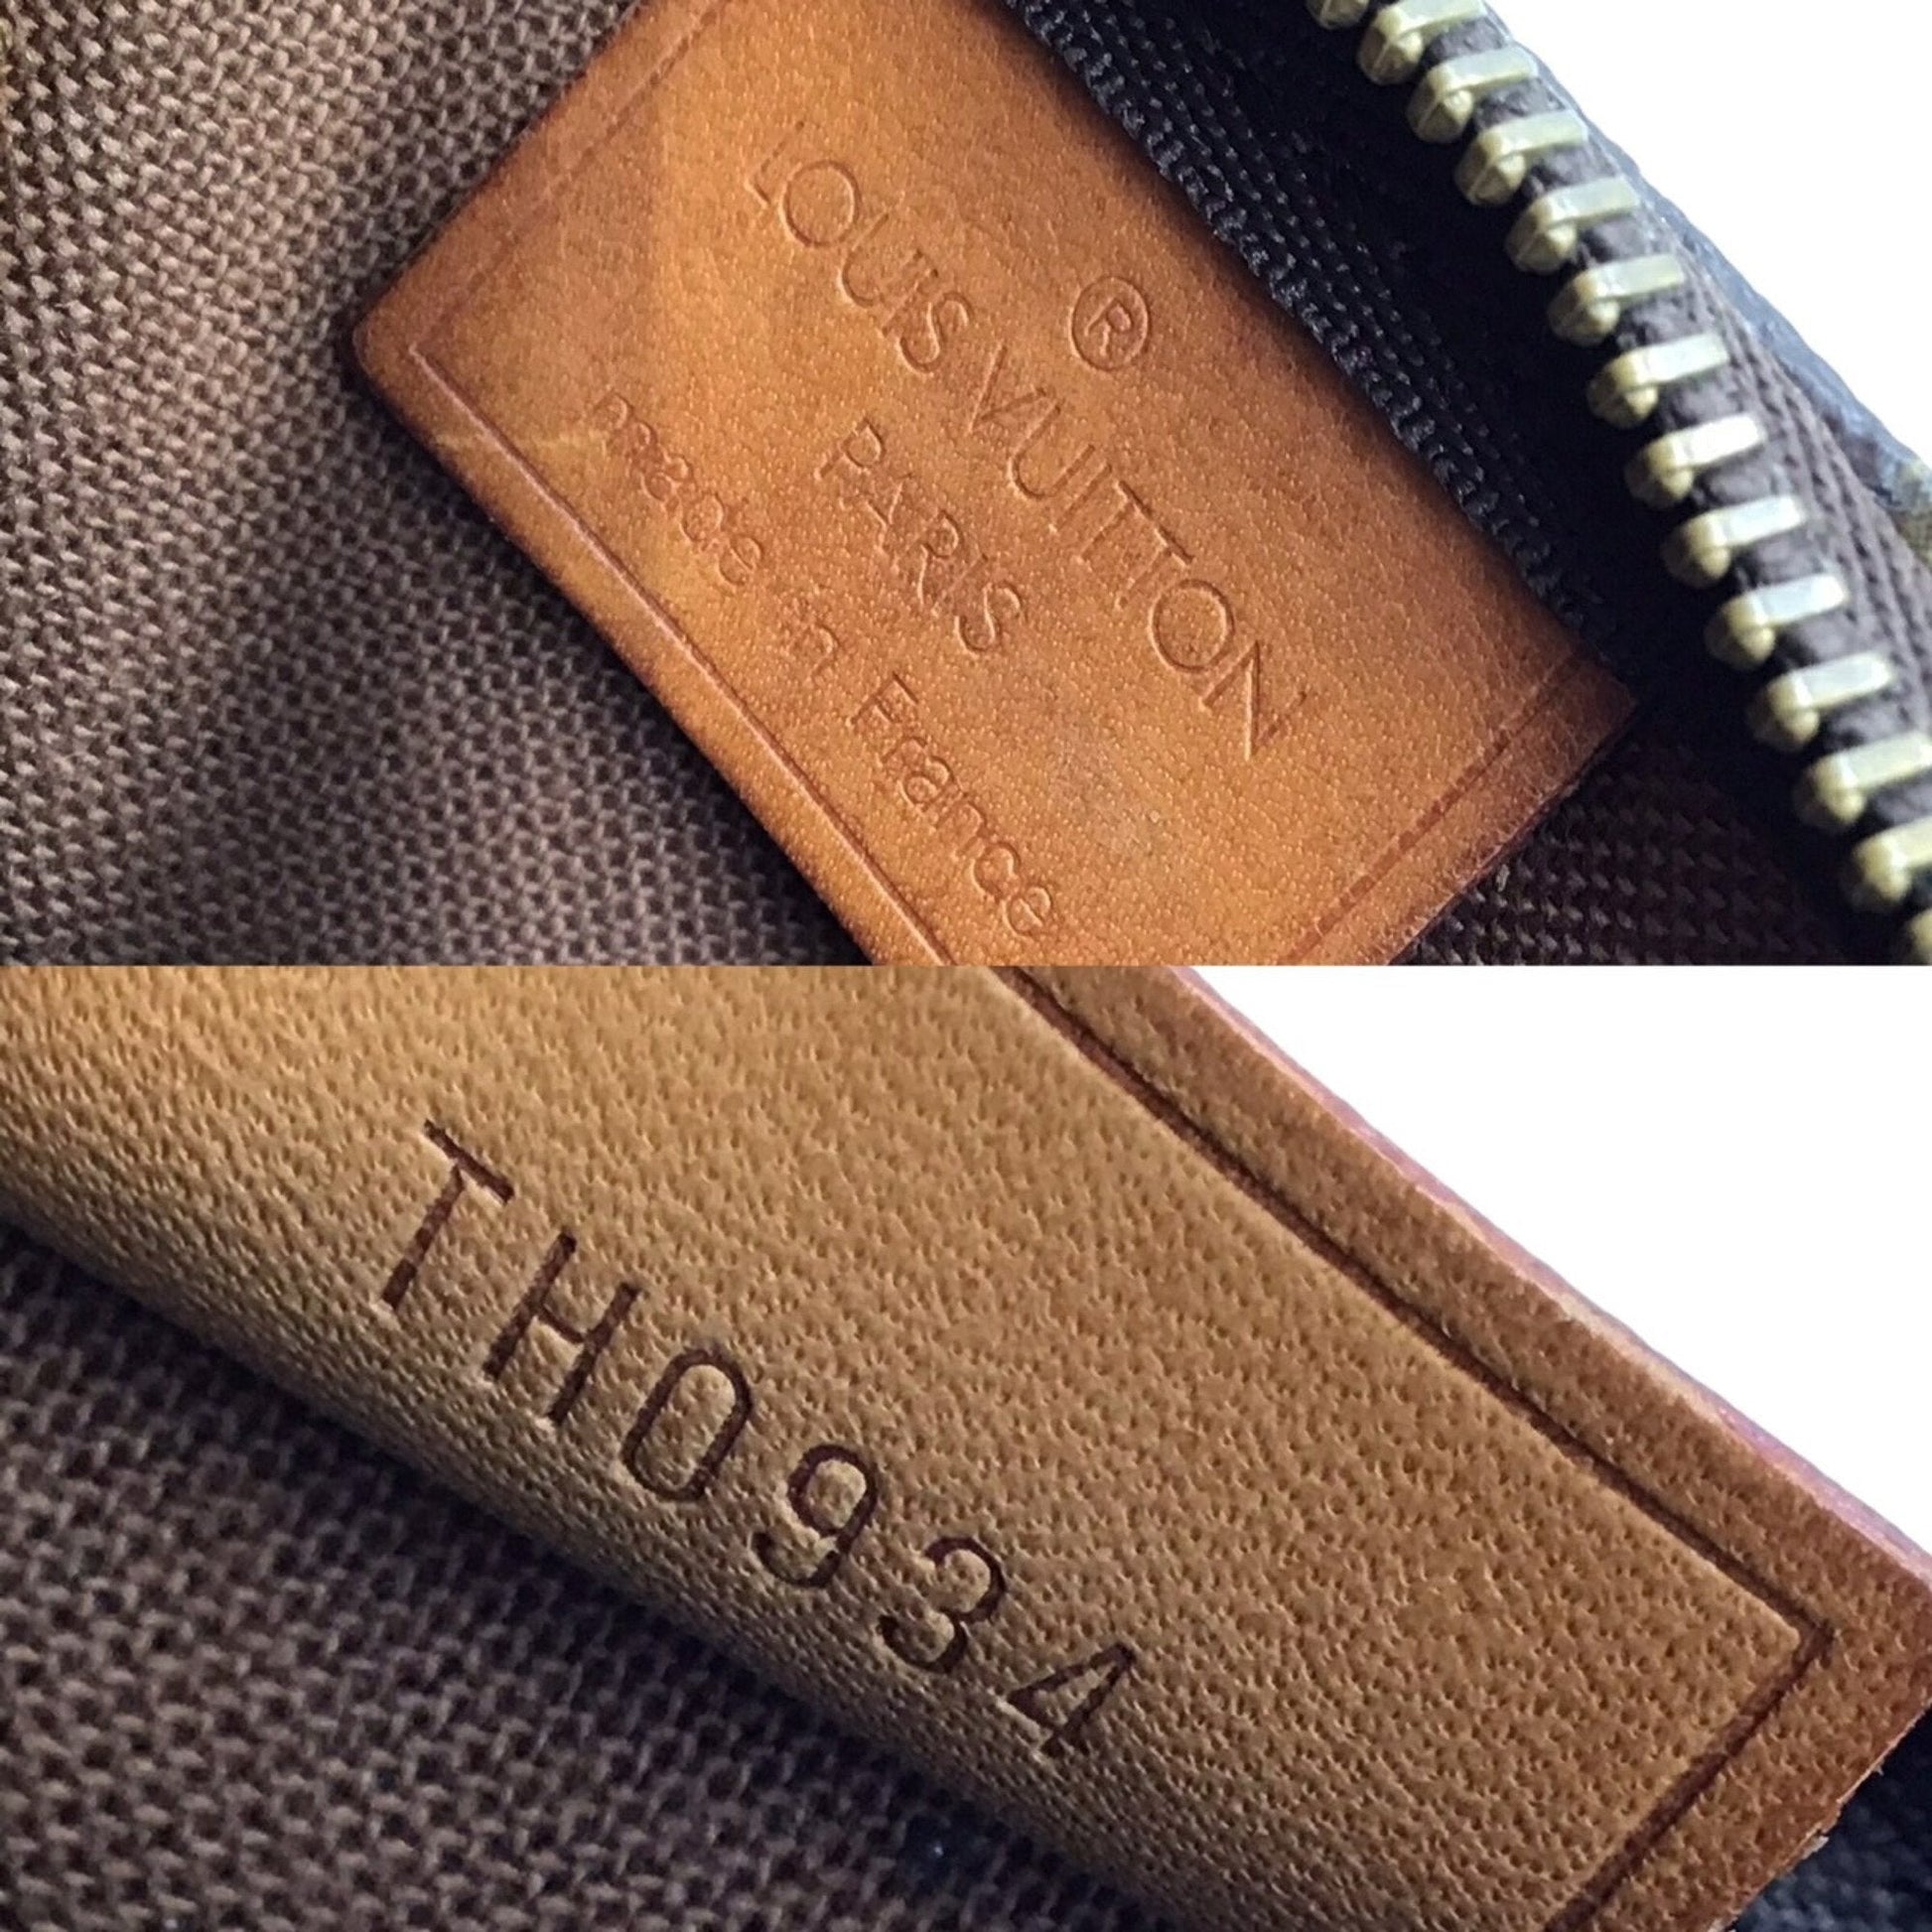 ®
LOUIS VUITTON
PARIS
made in France
TH0934